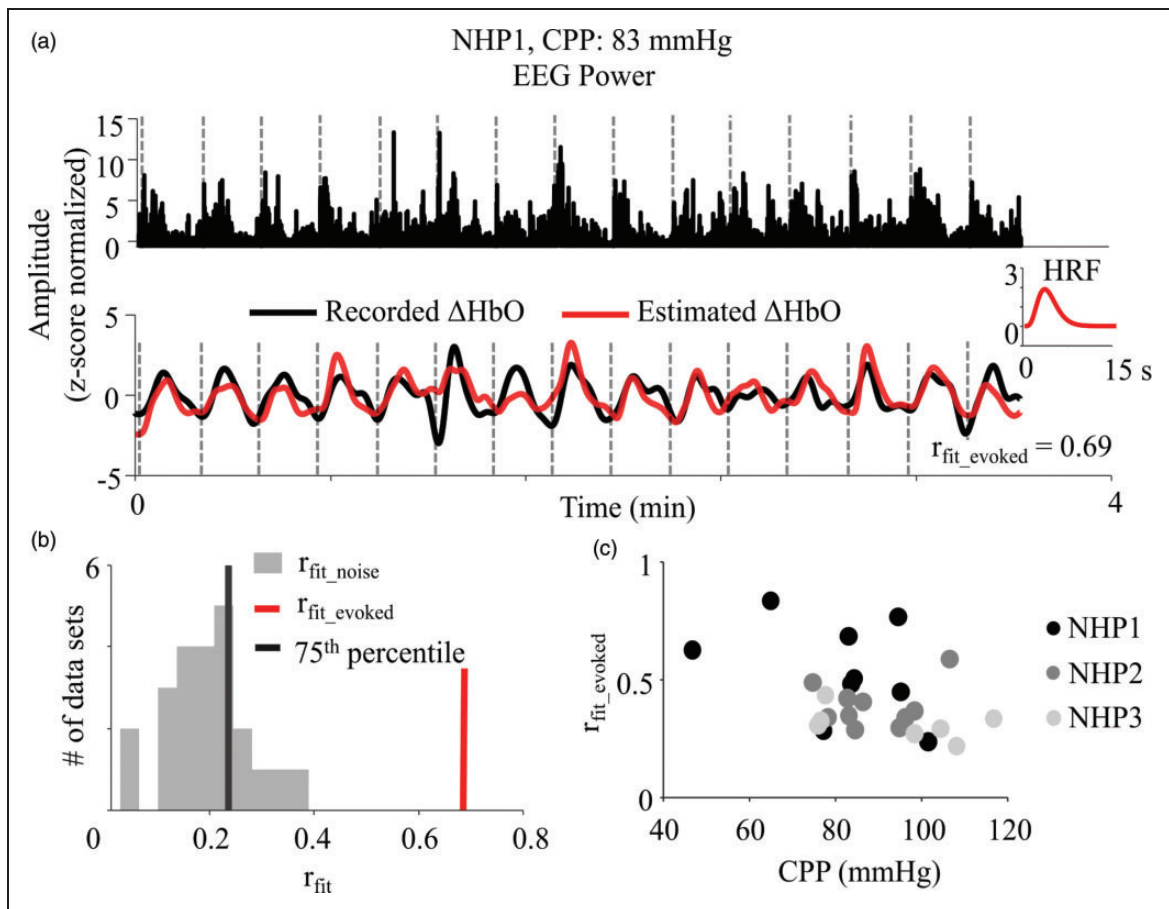 (a)
NHP1, CPP: 83 mmHg
EEG Power
Amplitude
(z-score normalized)
15
10
5
0
HRF
3
0
0
15 s
5
0
-5
Recorded ΔHbO
Estimated ΔHbO
r_fit_evoked = 0.69
0
Time (min)
4
(b)
6
# of data sets
r_fit_noise
r_fit_evoked
75th percentile
0
0.2
0.4
0.6
0.8
r_fit
(c)
1
0.5
0
r_fit_evoked
40
60
80
100
120
CPP (mmHg)
NHP1
NHP2
NHP3